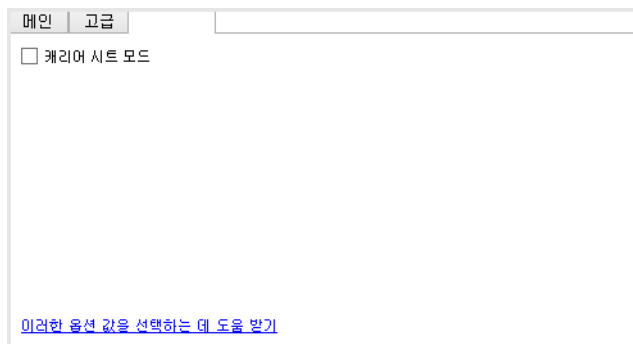 메인 고급
캐리어 시트 모드
이러한 옵션 값을 선택하는 데 도움 받기